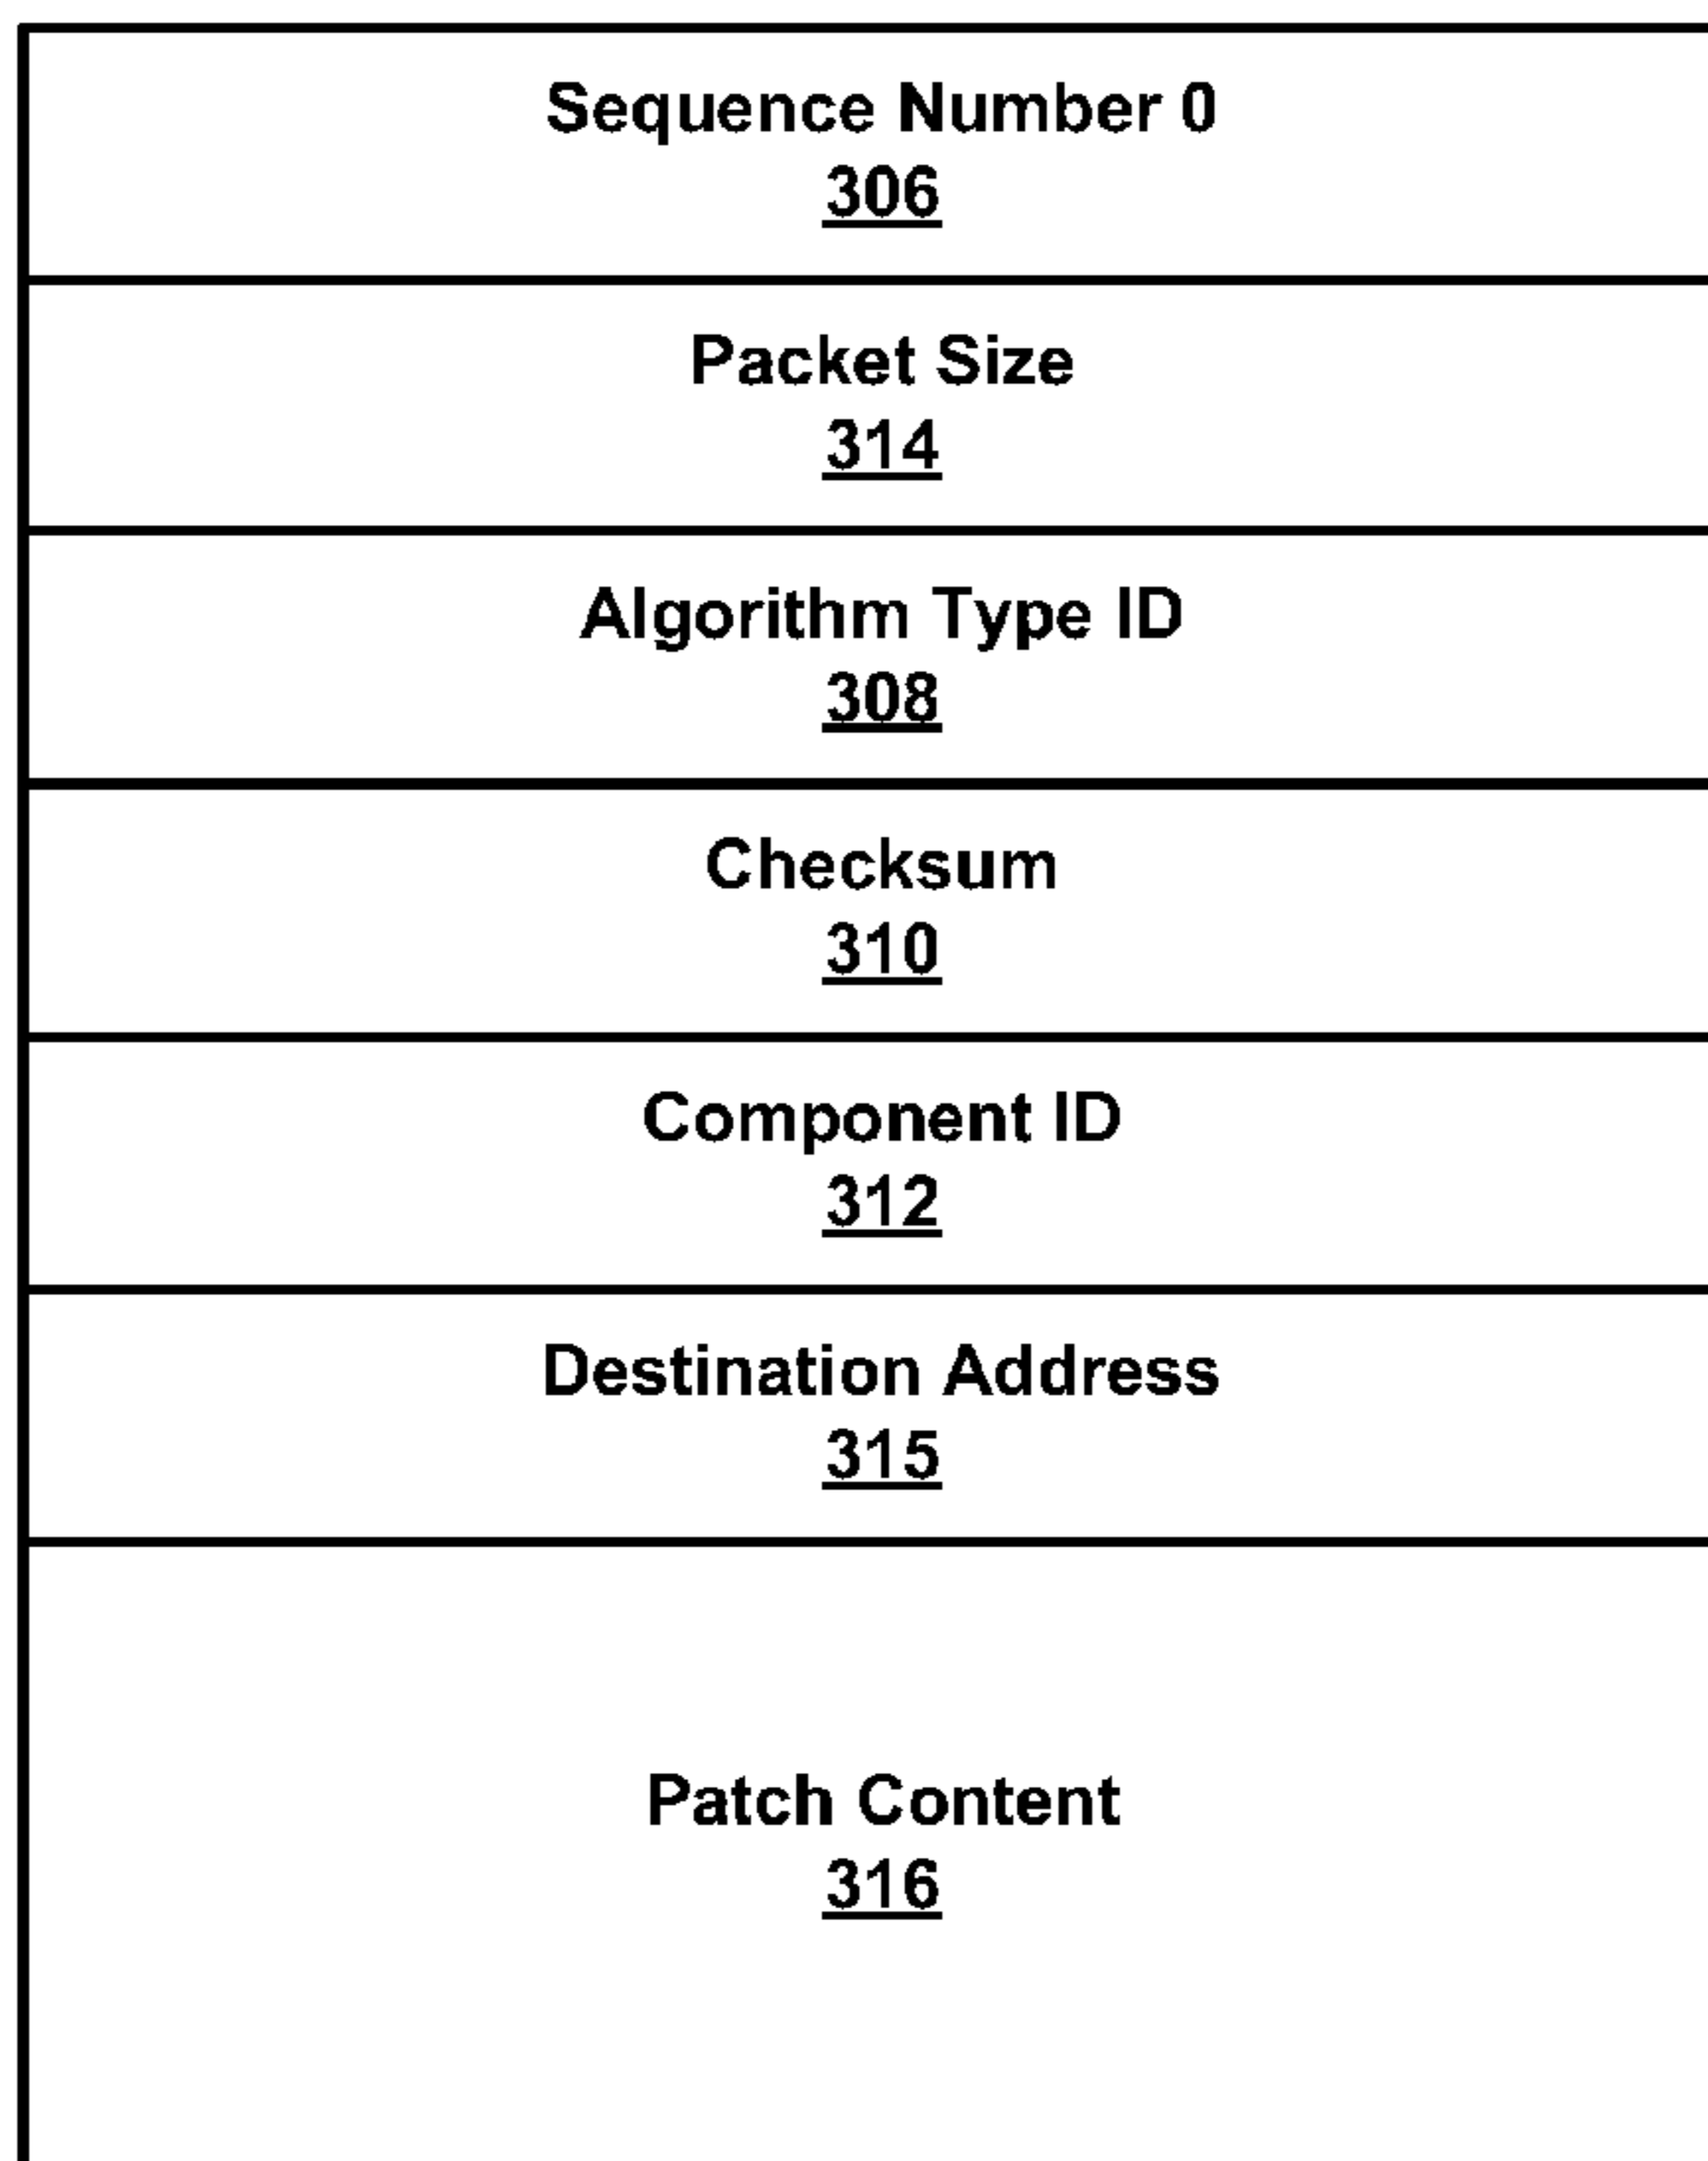 Sequence Number 0
306
Packet Size
314
Algorithm Type ID
308
Checksum
310
Component ID
312
Destination Address
315
Patch Content
316